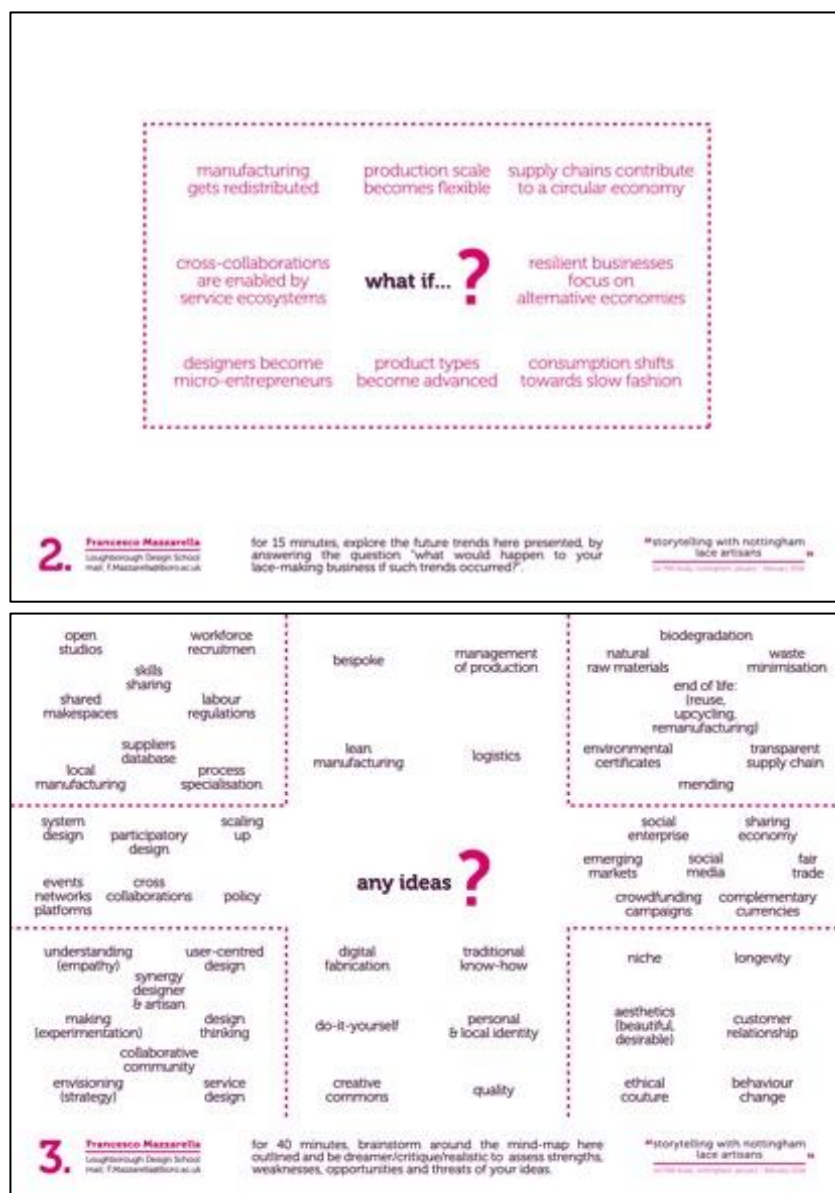 manufacturing
gets redistributed
production scale
becomes flexible
supply chains contribute
to a circular economy
cross-collaborations
are enabled by
service ecosystems
what if... ?
resilient businesses
focus on
alternative economies
designers become
micro-entrepreneurs
product types
become advanced
consumption shifts
towards slow fashion
2.
Francesco Mazzarella
Loughborough Design School
mail: F.Mazzarella@lboro.ac.uk
for 15 minutes, explore the future trends here presented, by
answering the question "what would happen to your
lace-making business if such trends occurred?".
"storytelling with nottingham
lace artisans"
open
studios
workforce
recruitmen
skills
sharing
shared
makespaces
labour
regulations
suppliers
database
local
manufacturing
process
specialisation
bespoke
management
of production
lean
manufacturing
logistics
biodegradation
natural
raw materials
waste
minimisation
end of life:
(reuse,
upcycling,
remanufacturing)
environmental
certificates
transparent
supply chain
mending
system
design
participatory
design
scaling
up
events
networks
platforms
cross
collaborations
policy
any ideas ?
social
enterprise
sharing
economy
emerging
markets
social
media
fair
trade
crowdfunding
campaigns
complementary
currencies
understanding
(empathy)
user-centred
design
synergy
designer
& artisan
making
(experimentation)
design
thinking
collaborative
community
envisioning
(strategy)
service
design
digital
fabrication
traditional
know-how
do-it-yourself
personal
& local identity
creative
commons
quality
niche
longevity
aesthetics
(beautiful,
desirable)
customer
relationship
ethical
couture
behaviour
change
3.
Francesco Mazzarella
Loughborough Design School
mail: F.Mazzarella@lboro.ac.uk
for 40 minutes, brainstorm around the mind-map here
outlined and be dreamer/critique/realistic to assess strengths,
weaknesses, opportunities and threats of your ideas.
"storytelling with nottingham
lace artisans"